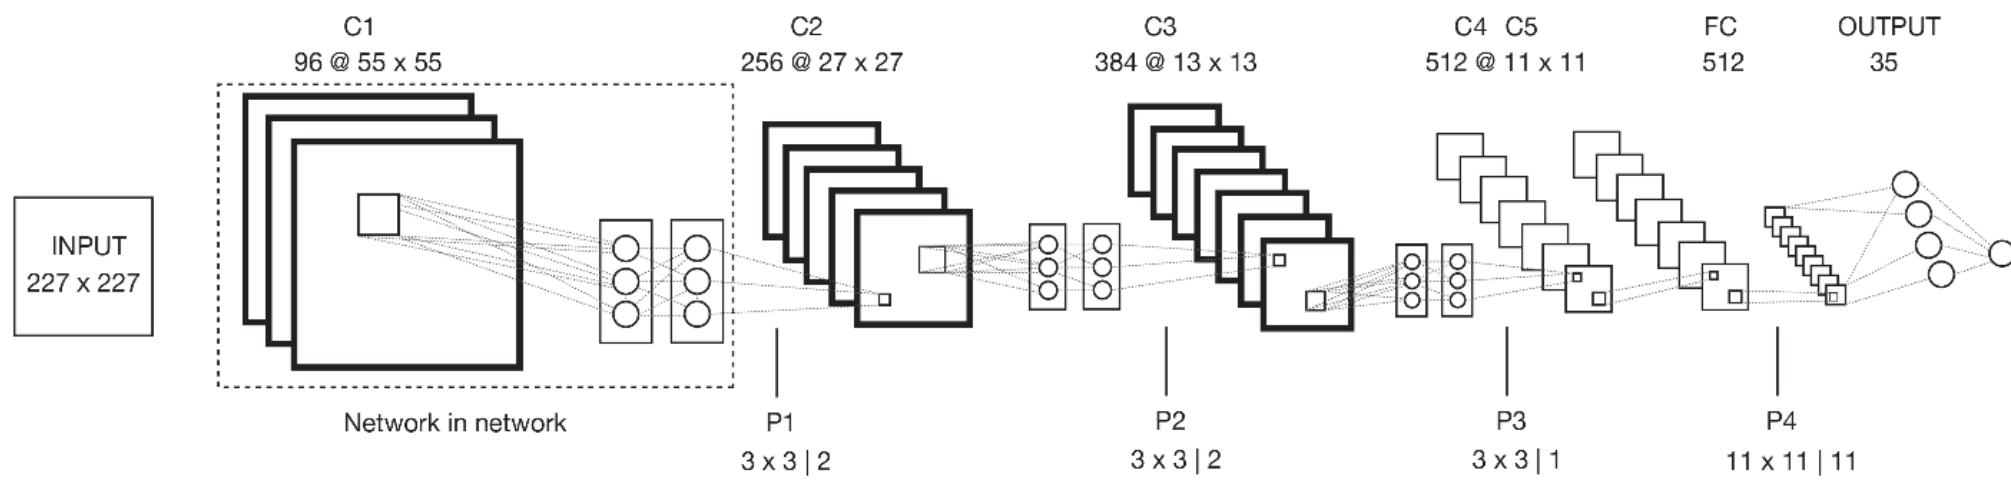 C1
96 @ 55 x 55
C2
256 @ 27 x 27
C3
384 @ 13 x 13
C4 C5
512 @ 11 x 11
FC
512
OUTPUT
35
INPUT
227 x 227
Network in network
P1
3 x 3 | 2
P2
3 x 3 | 2
P3
3 x 3 | 1
P4
11 x 11 | 11